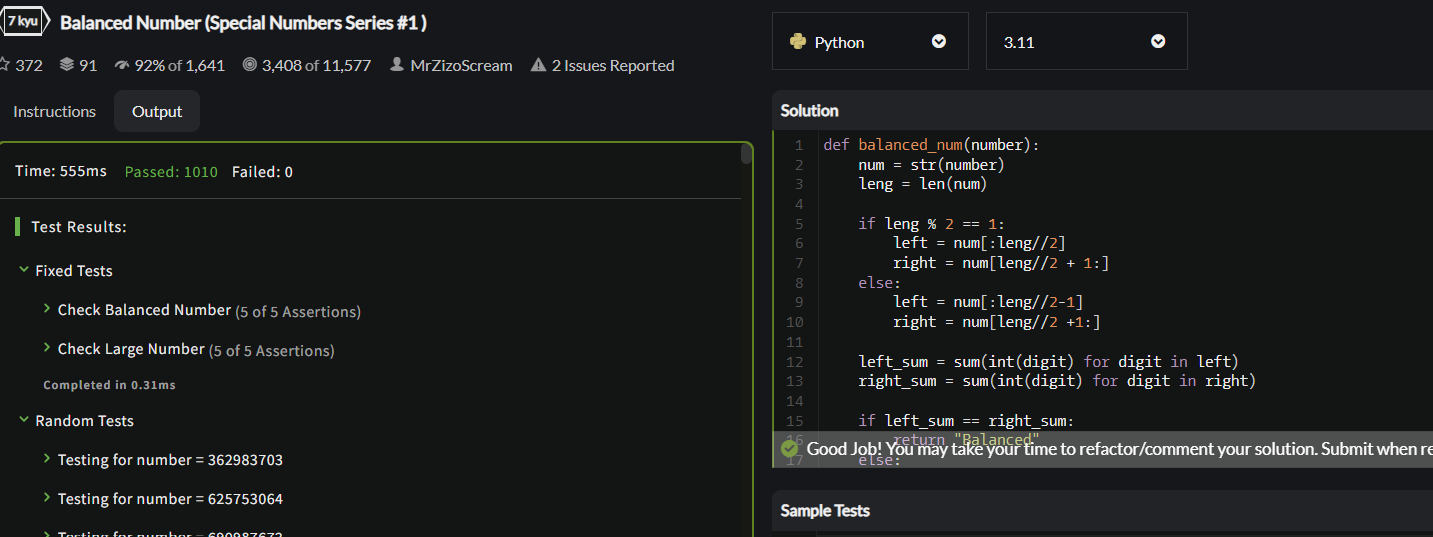 7 kyu Balanced Number (Special Numbers Series #1 )
372 91 92% of 1,641 3,408 of 11,577 MrZizoScream 2 Issues Reported
Instructions Output
Time: 555ms Passed: 1010 Failed: 0
Test Results:
Fixed Tests
Check Balanced Number (5 of 5 Assertions)
Check Large Number (5 of 5 Assertions)
Completed in 0.31ms
Random Tests
Testing for number = 362983703
Testing for number = 625753064
Testing for number = 690987672
Python 3.11
Solution
1 def balanced_num(number):
2     num = str(number)
3     leng = len(num)
4
5     if leng % 2 == 1:
6         left = num[:leng//2]
7         right = num[leng//2 + 1:]
8     else:
9         left = num[:leng//2-1]
10         right = num[leng//2 +1:]
11
12     left_sum = sum(int(digit) for digit in left)
13     right_sum = sum(int(digit) for digit in right)
14
15     if left_sum == right_sum:
16         return "Balanced"
17     else:
Good Job! You may take your time to refactor/comment your solution. Submit when re
Sample Tests